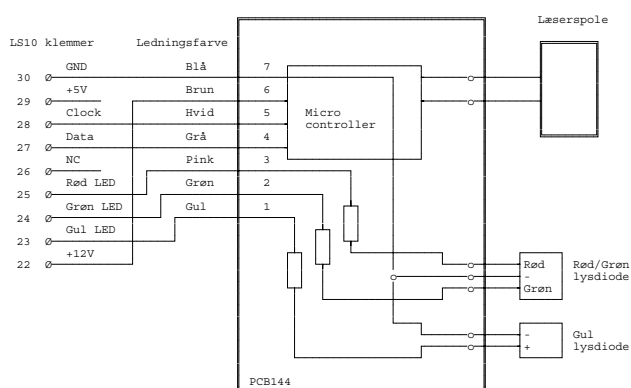 Læserspole
LS10 klemmer Ledningsfarve
GND Blå 7
30 Ø
+5V Brun 6
29 Ø
Clock Hvid 5
28 Ø
Micro
controller
Data Grå 4
27 Ø
NC Pink 3
26 Ø
Rød LED Grøn 2
25 Ø
Grøn LED Gul 1
24 Ø
Gul LED
23 Ø
+12V
22 Ø
Rød
-
Grøn
Rød/Grøn
lysdiode
-
+
Gul
lysdiode
PCB144